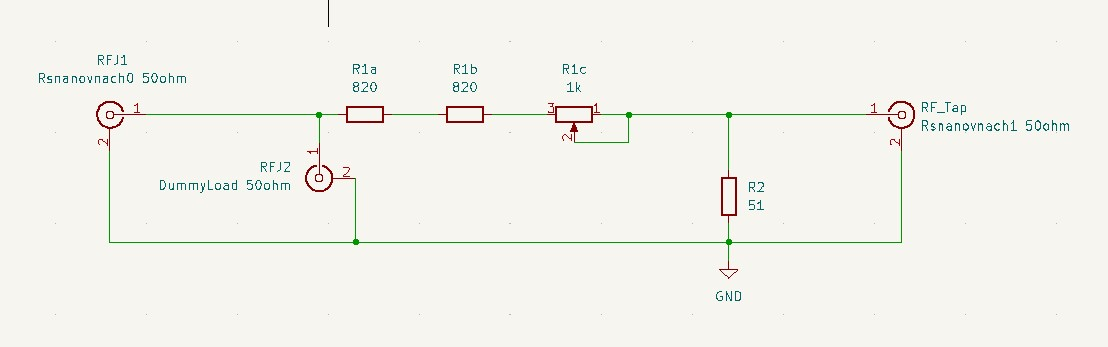 RFJ1
Rsnanovnach0 50ohm
1
2
R1a
820
R1b
820
R1c
1k
3
1
2
RF_Tap
Rsnanovnach1 50ohm
1
2
RFJ2
DummyLoad 50ohm
1
2
R2
51
GND